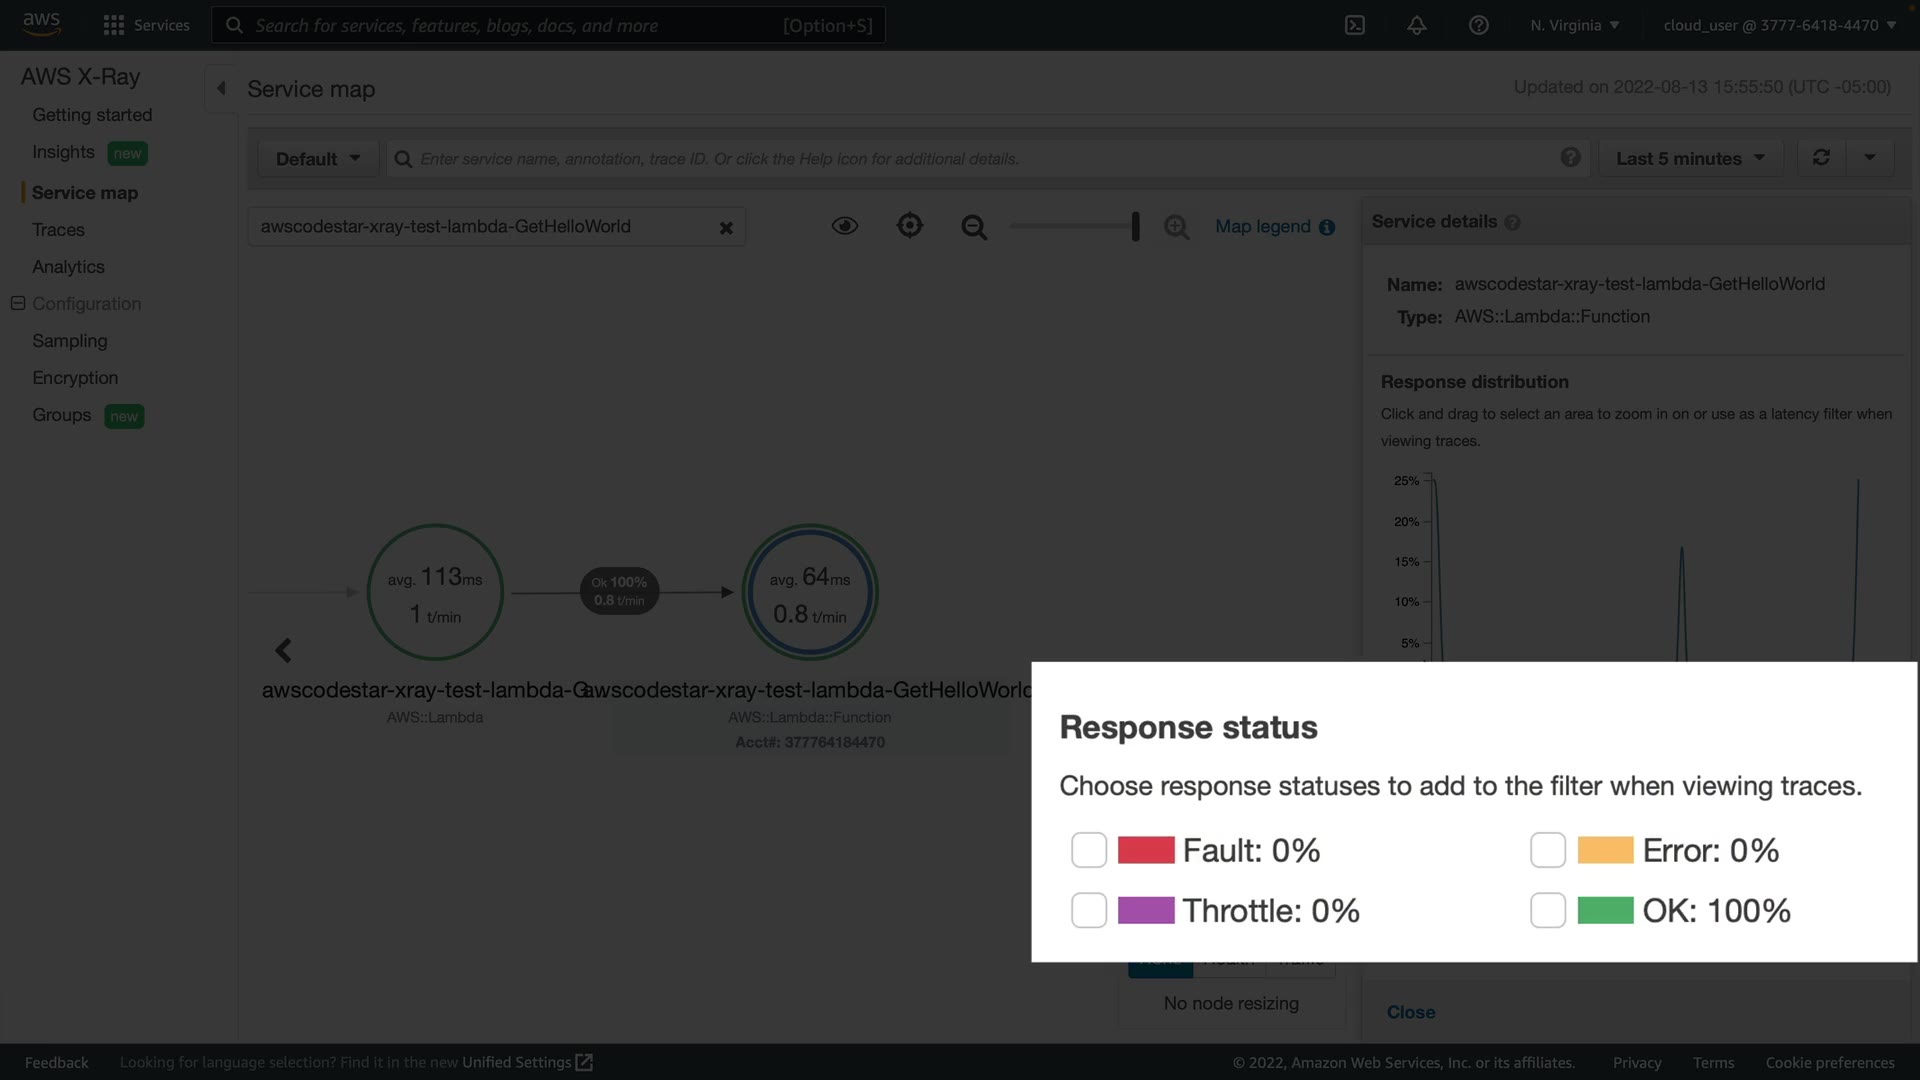 aws
Services
Search for services, features, blogs, docs, and more
[Option+S]
N. Virginia
cloud_user @ 3777-6418-4470
AWS X-Ray
Getting started
Insights new
Service map
Traces
Analytics
Configuration
Sampling
Encryption
Groups new
Service map
Updated on 2022-08-13 15:55:50 (UTC -05:00)
Default
Enter service name, annotation, trace ID. Or click the Help icon for additional details.
Last 5 minutes
awscodestar-xray-test-lambda-GetHelloWorld
Map legend
Service details
Name: awscodestar-xray-test-lambda-GetHelloWorld
Type: AWS::Lambda::Function
Response distribution
Click and drag to select an area to zoom in on or use as a latency filter when
viewing traces.
25%
20%
15%
10%
5%
avg. 113ms
1 t/min
Ok 100%
0.8 t/min
avg. 64ms
0.8 t/min
awscodestar-xray-test-lambda-G
awscodestar-xray-test-lambda-GetHelloWorld
AWS::Lambda
AWS::Lambda::Function
Acct#: 377764184470
Response status
Choose response statuses to add to the filter when viewing traces.
Fault: 0%
Error: 0%
Throttle: 0%
OK: 100%
No node resizing
Close
Feedback
Looking for language selection? Find it in the new Unified Settings
© 2022, Amazon Web Services, Inc. or its affiliates.
Privacy
Terms
Cookie preferences